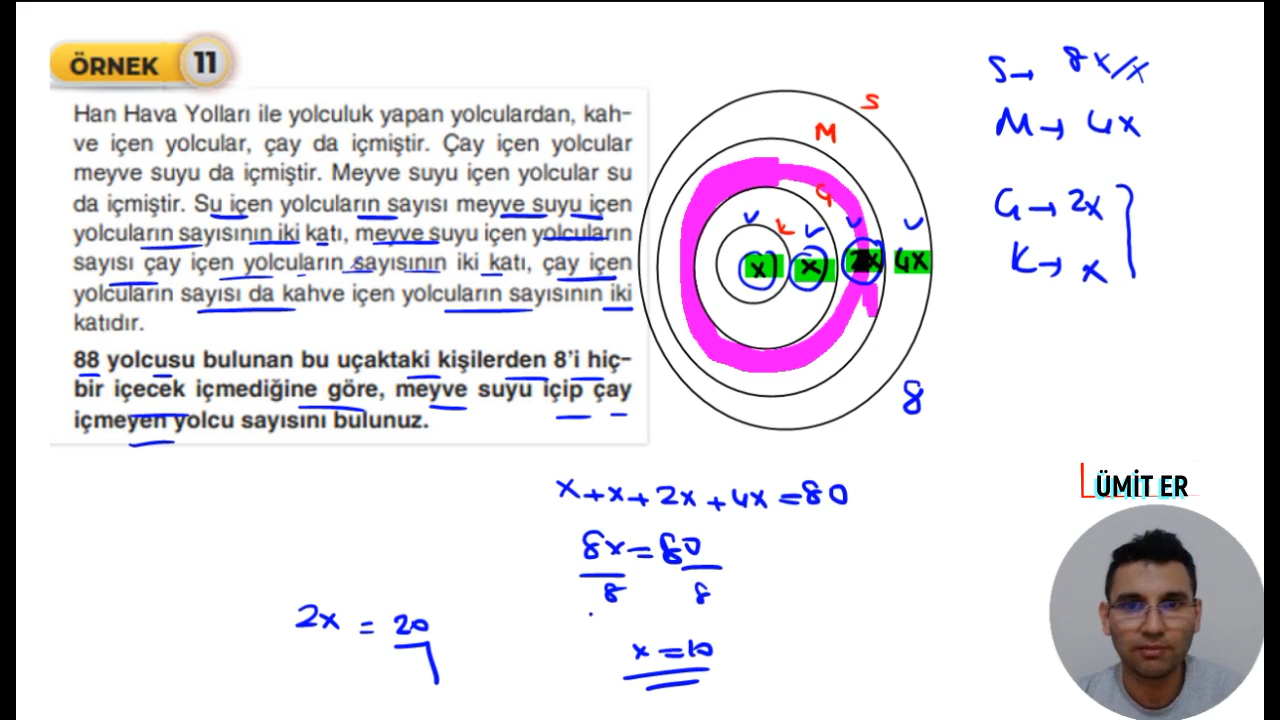 ÖRNEK 11
Han Hava Yolları ile yolculuk yapan yolculardan, kah-
ve içen yolcular, çay da içmiştir. Çay içen yolcular
meyve suyu da içmiştir. Meyve suyu içen yolcular su
da içmiştir. Su içen yolcuların sayısı meyve suyu içen
yolcuların sayısının iki katı, meyve suyu içen yolcuların
sayısı çay içen yolcuların sayısının iki katı, çay içen
yolcuların sayısı da kahve içen yolcuların sayısının iki
katıdır.
88 yolcusu bulunan bu uçaktaki kişilerden 8'i hiç-
bir içecek içmediğine göre, meyve suyu içip çay
içmeyen yolcu sayısını bulunuz.
S
M
Ç
K
x x 2x 4x
8
S → 8x
M → 4x
Ç → 2x
K → x
x + x + 2x + 4x = 80
8x = 80
8 8
x = 10
2x = 20
ÜMİT ER